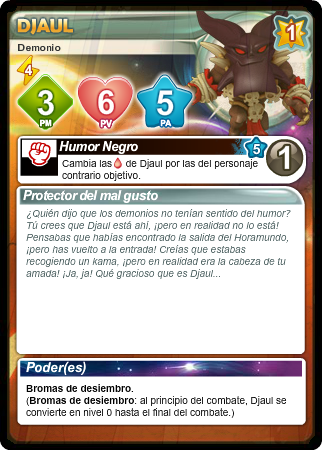 DJAUL
1
Demonio
4
3
PM
6
PV
5
PA
Humor Negro
5
1
Cambia las de Djaul por las del personaje
contrario objetivo.
Protector del mal gusto
¿Quién dijo que los demonios no tenían sentido del humor?
Tú crees que Djaul está ahí, ¡pero en realidad no lo está!
Pensabas que habías encontrado la salida del Horamundo,
¡pero has vuelto a la entrada! Creías que estabas
recogiendo un kama, ¡pero en realidad era la cabeza de tu
amada! ¡Ja, ja! Qué gracioso que es Djaul...
Poder(es)
Bromas de desiembro.
(Bromas de desiembro: al principio del combate, Djaul se
convierte en nivel 0 hasta el final del combate.)